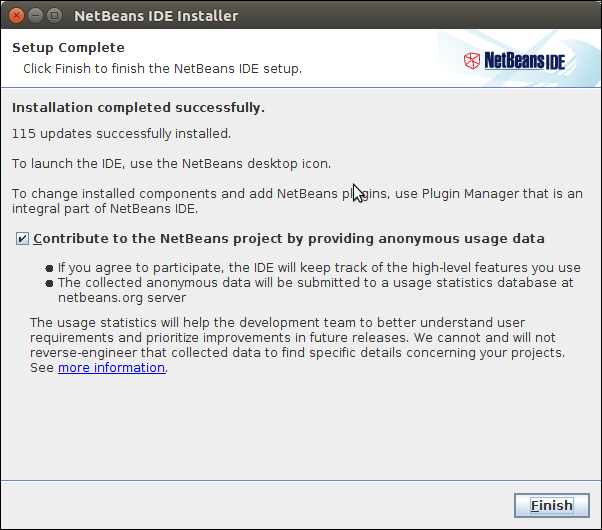 NetBeans IDE Installer
Setup Complete
Click Finish to finish the NetBeans IDE setup.
NetBeansIDE
Installation completed successfully.
115 updates successfully installed.
To launch the IDE, use the NetBeans desktop icon.
To change installed components and add NetBeans plugins, use Plugin Manager that is an
integral part of NetBeans IDE.
Contribute to the NetBeans project by providing anonymous usage data
If you agree to participate, the IDE will keep track of the high-level features you use
The collected anonymous data will be submitted to a usage statistics database at
netbeans.org server
The usage statistics will help the development team to better understand user
requirements and prioritize improvements in future releases. We cannot and will not
reverse-engineer that collected data to find specific details concerning your projects.
See more information.
Finish